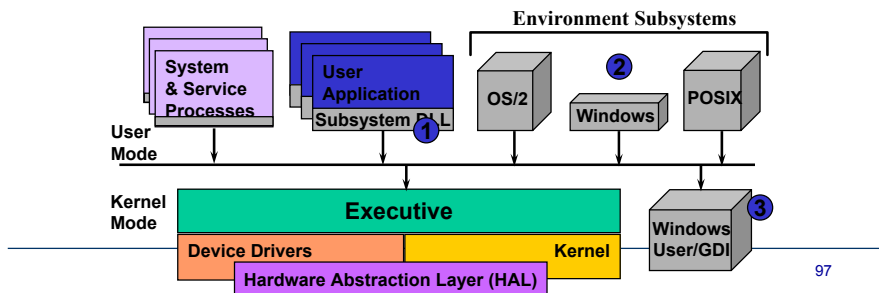 Environment Subsystems
System
& Service
Processes
User
Application
Subsystem DLL
1
OS/2
2
Windows
POSIX
User
Mode
Kernel
Mode
Executive
Device Drivers
Kernel
Hardware Abstraction Layer (HAL)
Windows
User/GDI
3
97